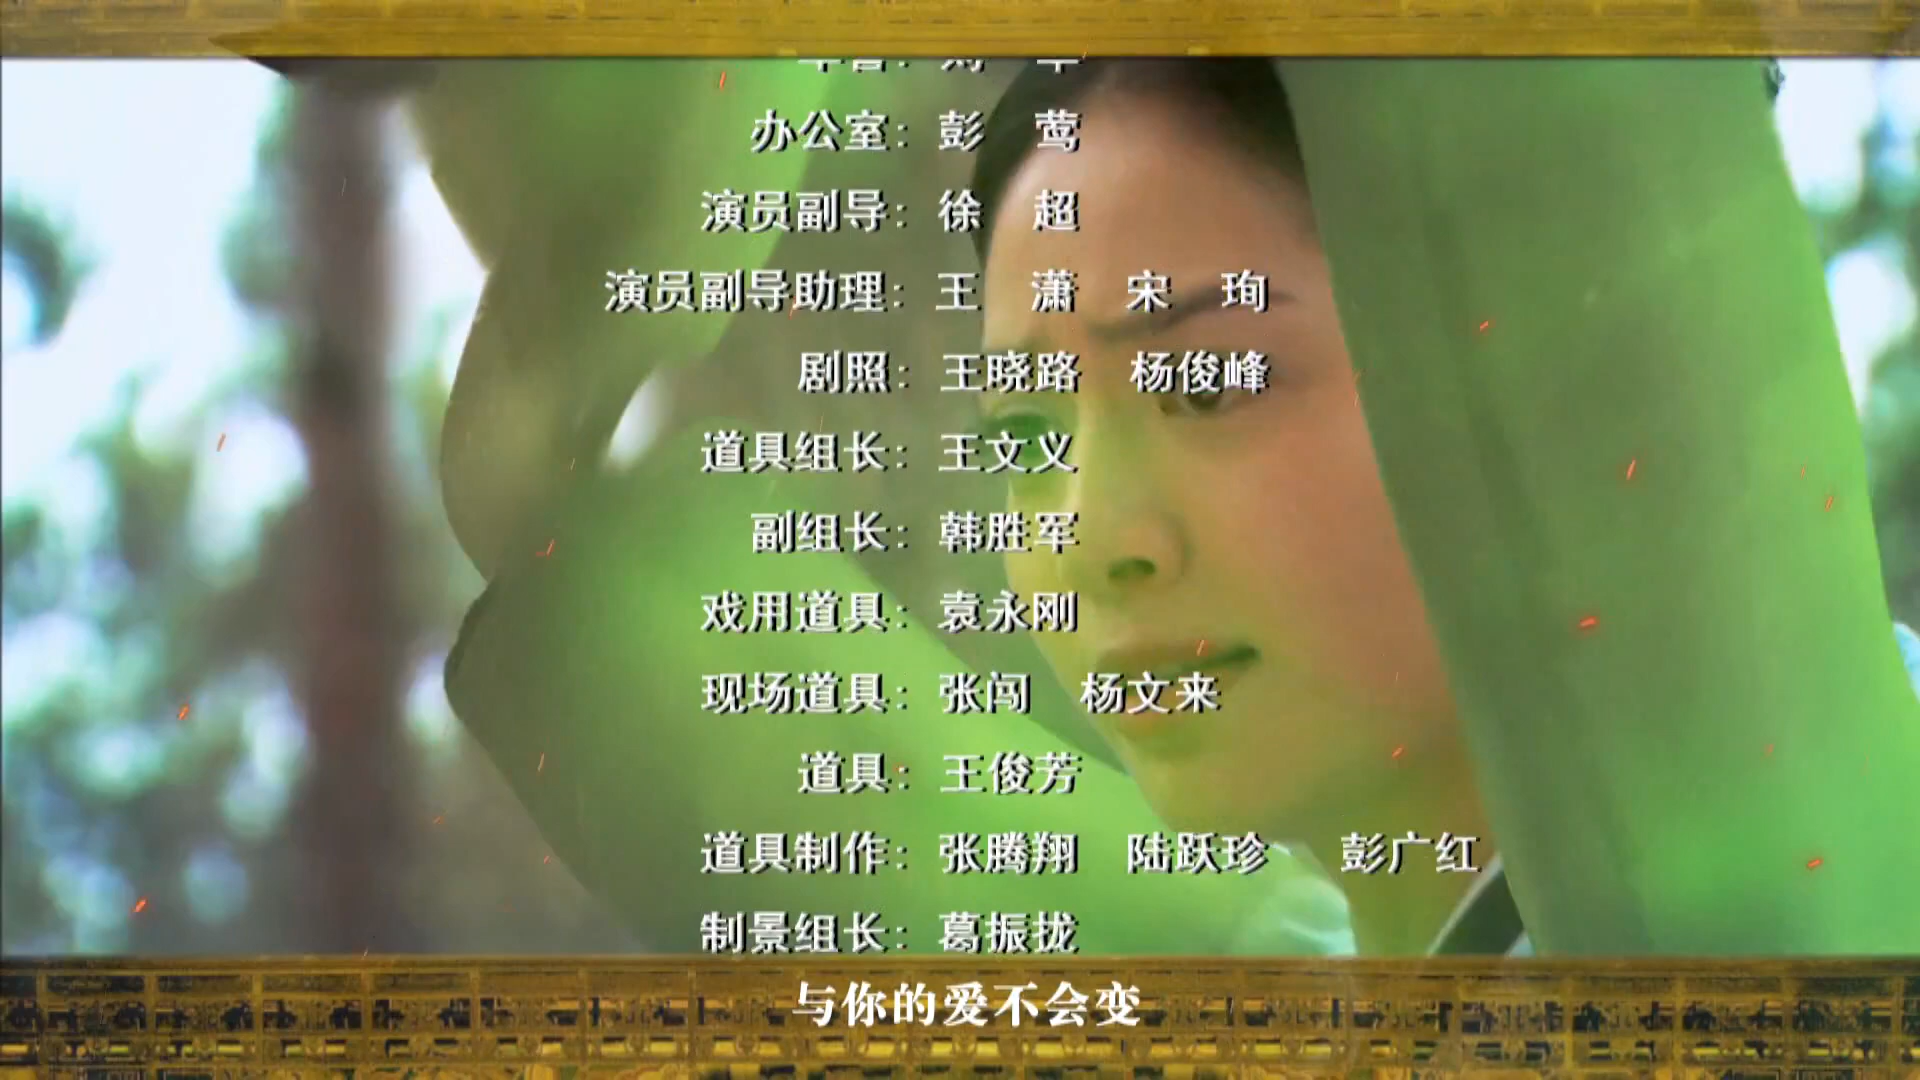 办公室：彭　莺
演员副导：徐　超
演员副导助理：王　潇　宋　珣
剧照：王晓路　杨俊峰
道具组长：王文义
副组长：韩胜军
戏用道具：袁永刚
现场道具：张闯　杨文来
道具：王俊芳
道具制作：张腾翔　陆跃珍　彭广红
制景组长：葛振拢
与你的爱不会变